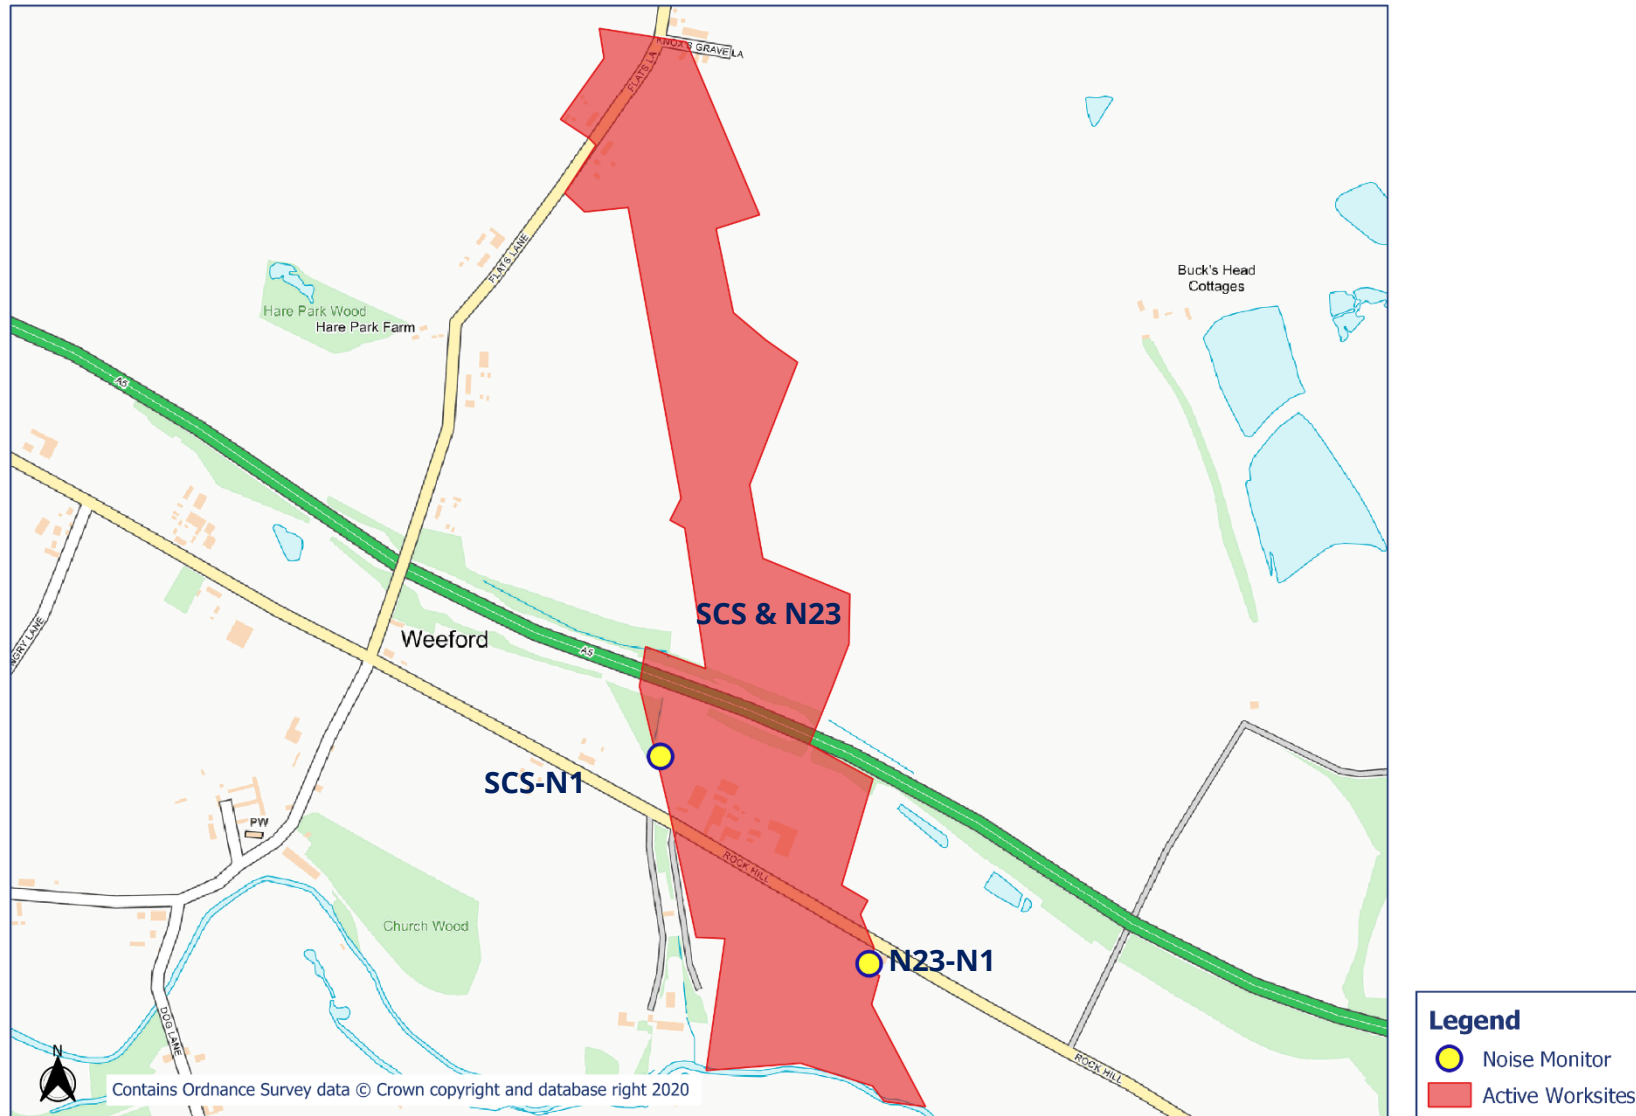 KNOX'S GRAVE LA
FLATS LA
FLATS LANE
Buck's Head
Cottages
Hare Park Wood
Hare Park Farm
A5
SCS & N23
NGRY LANE
Weeford
A5
SCS-N1
PW
ROCK HILL
Church Wood
N23-N1
DOG LANE
ROCK HILL
N
Contains Ordnance Survey data © Crown copyright and database right 2020
Legend
Noise Monitor
Active Worksites